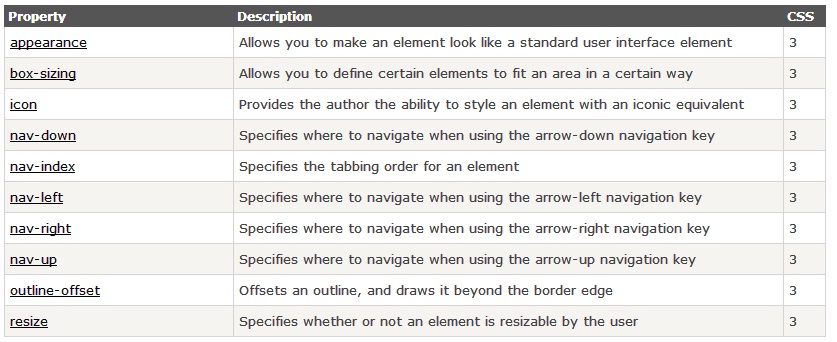 Property Description CSS
appearance Allows you to make an element look like a standard user interface element 3
box-sizing Allows you to define certain elements to fit an area in a certain way 3
icon Provides the author the ability to style an element with an iconic equivalent 3
nav-down Specifies where to navigate when using the arrow-down navigation key 3
nav-index Specifies the tabbing order for an element 3
nav-left Specifies where to navigate when using the arrow-left navigation key 3
nav-right Specifies where to navigate when using the arrow-right navigation key 3
nav-up Specifies where to navigate when using the arrow-up navigation key 3
outline-offset Offsets an outline, and draws it beyond the border edge 3
resize Specifies whether or not an element is resizable by the user 3